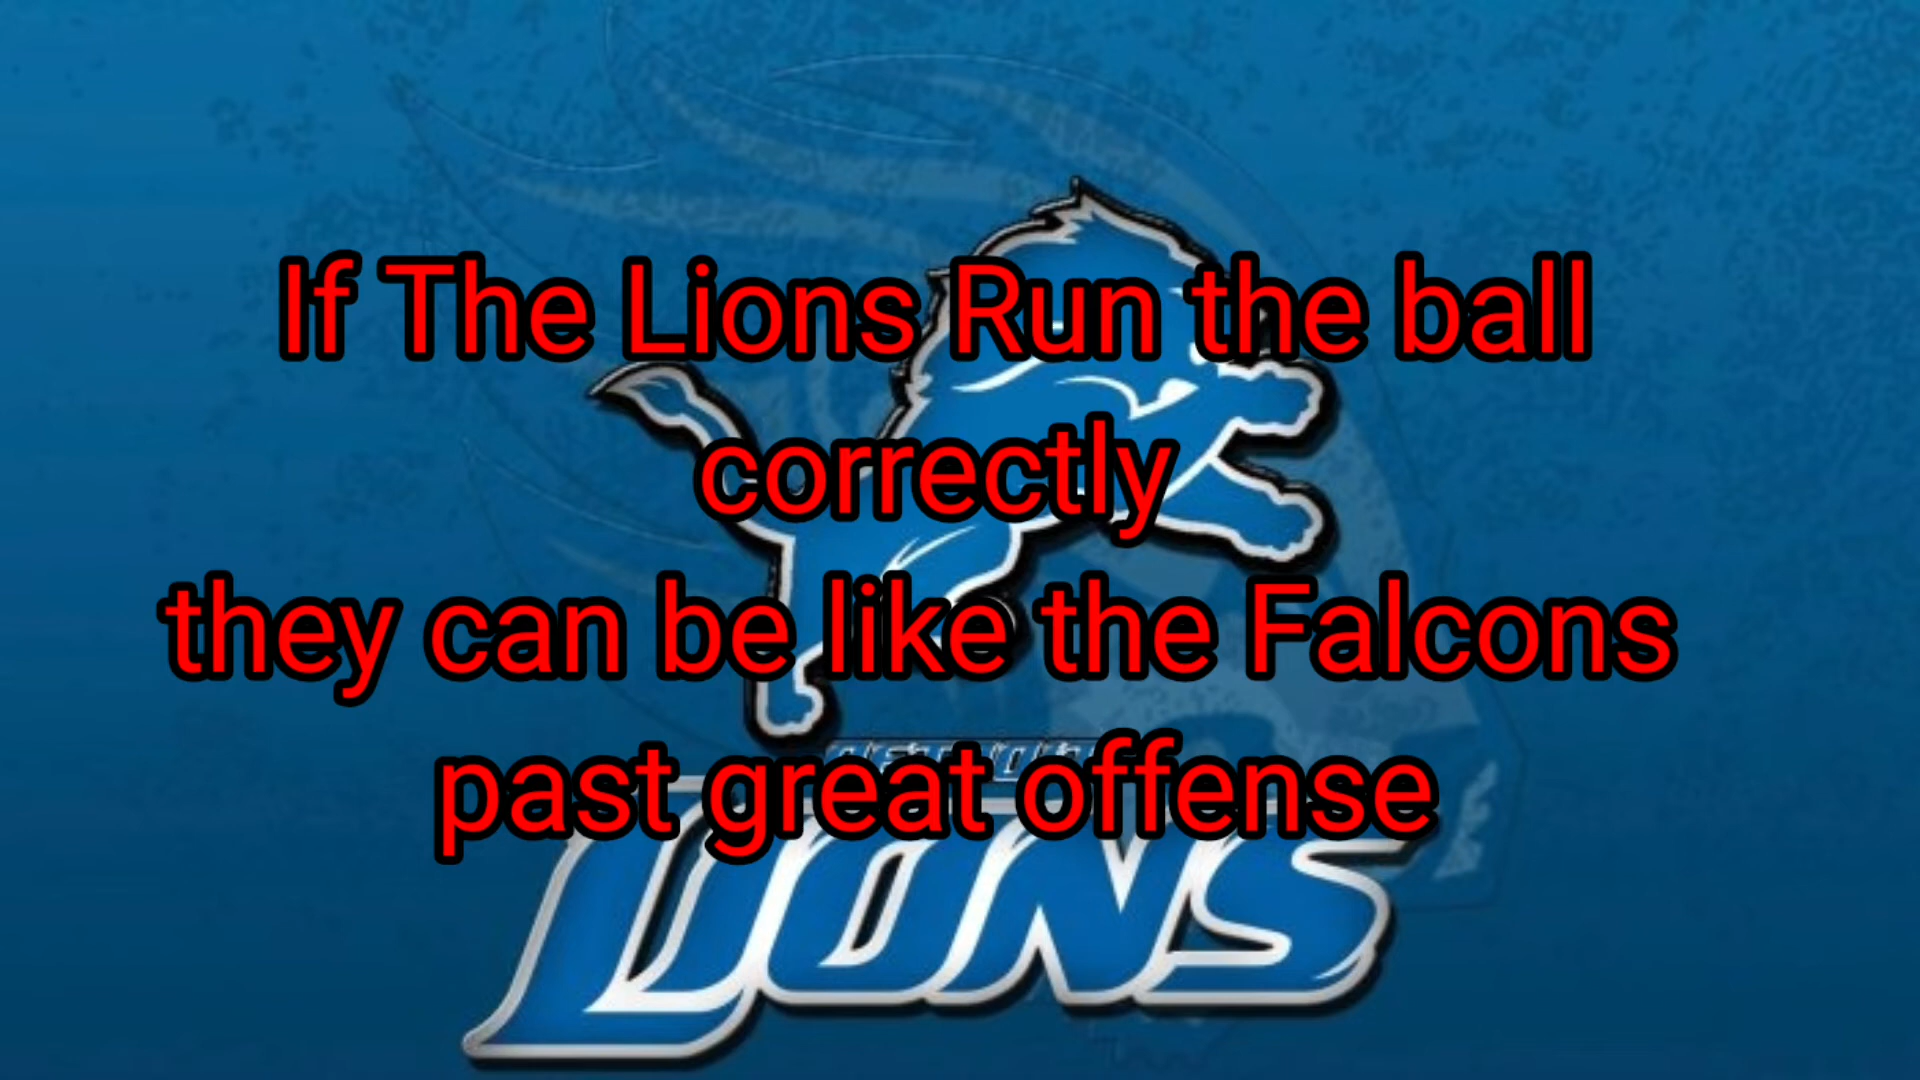 If The Lions Run the ball
correctly
they can be like the Falcons
past great offense
LIONS